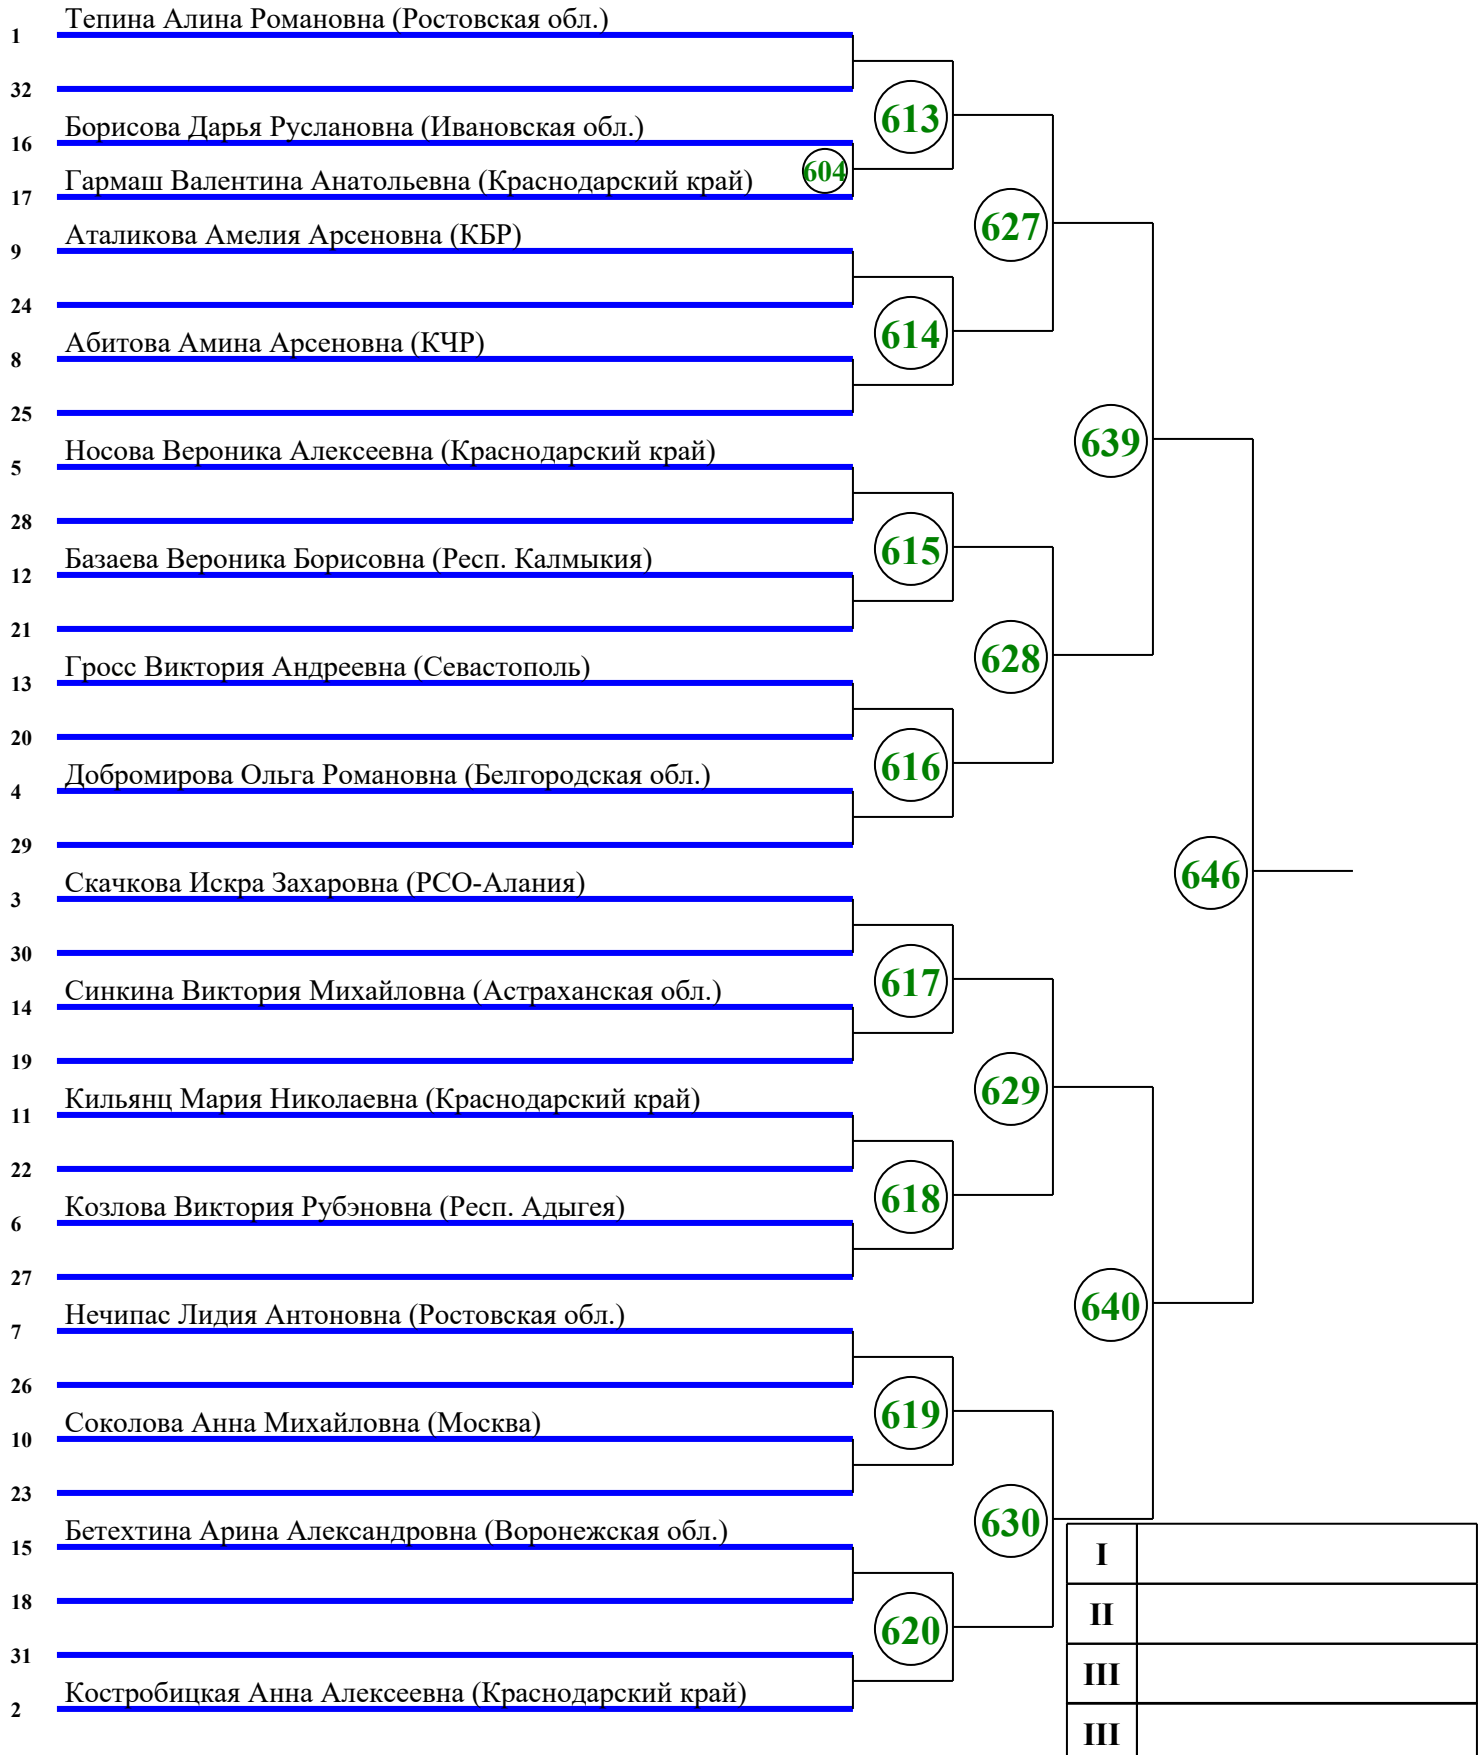 1 Тепина Алина Романовна (Ростовская обл.)
32
613
16 Борисова Дарья Руслановна (Ивановская обл.)
604
17 Гармаш Валентина Анатольевна (Краснодарский край)
627
9 Аталикова Амелия Арсеновна (КБР)
24
614
8 Абитова Амина Арсеновна (КЧР)
25
639
5 Носова Вероника Алексеевна (Краснодарский край)
28
615
12 Базаева Вероника Борисовна (Респ. Калмыкия)
21
628
13 Гросс Виктория Андреевна (Севастополь)
20
616
4 Добромирова Ольга Романовна (Белгородская обл.)
29
646
3 Скачкова Искра Захаровна (РСО-Алания)
30
617
14 Синкина Виктория Михайловна (Астраханская обл.)
19
629
11 Кильянц Мария Николаевна (Краснодарский край)
22
618
6 Козлова Виктория Рубэновна (Респ. Адыгея)
27
640
7 Нечипас Лидия Антоновна (Ростовская обл.)
26
619
10 Соколова Анна Михайловна (Москва)
23
630
15 Бетехтина Арина Александровна (Воронежская обл.)
18
620
31
2 Костробицкая Анна Алексеевна (Краснодарский край)
I
II
III
III